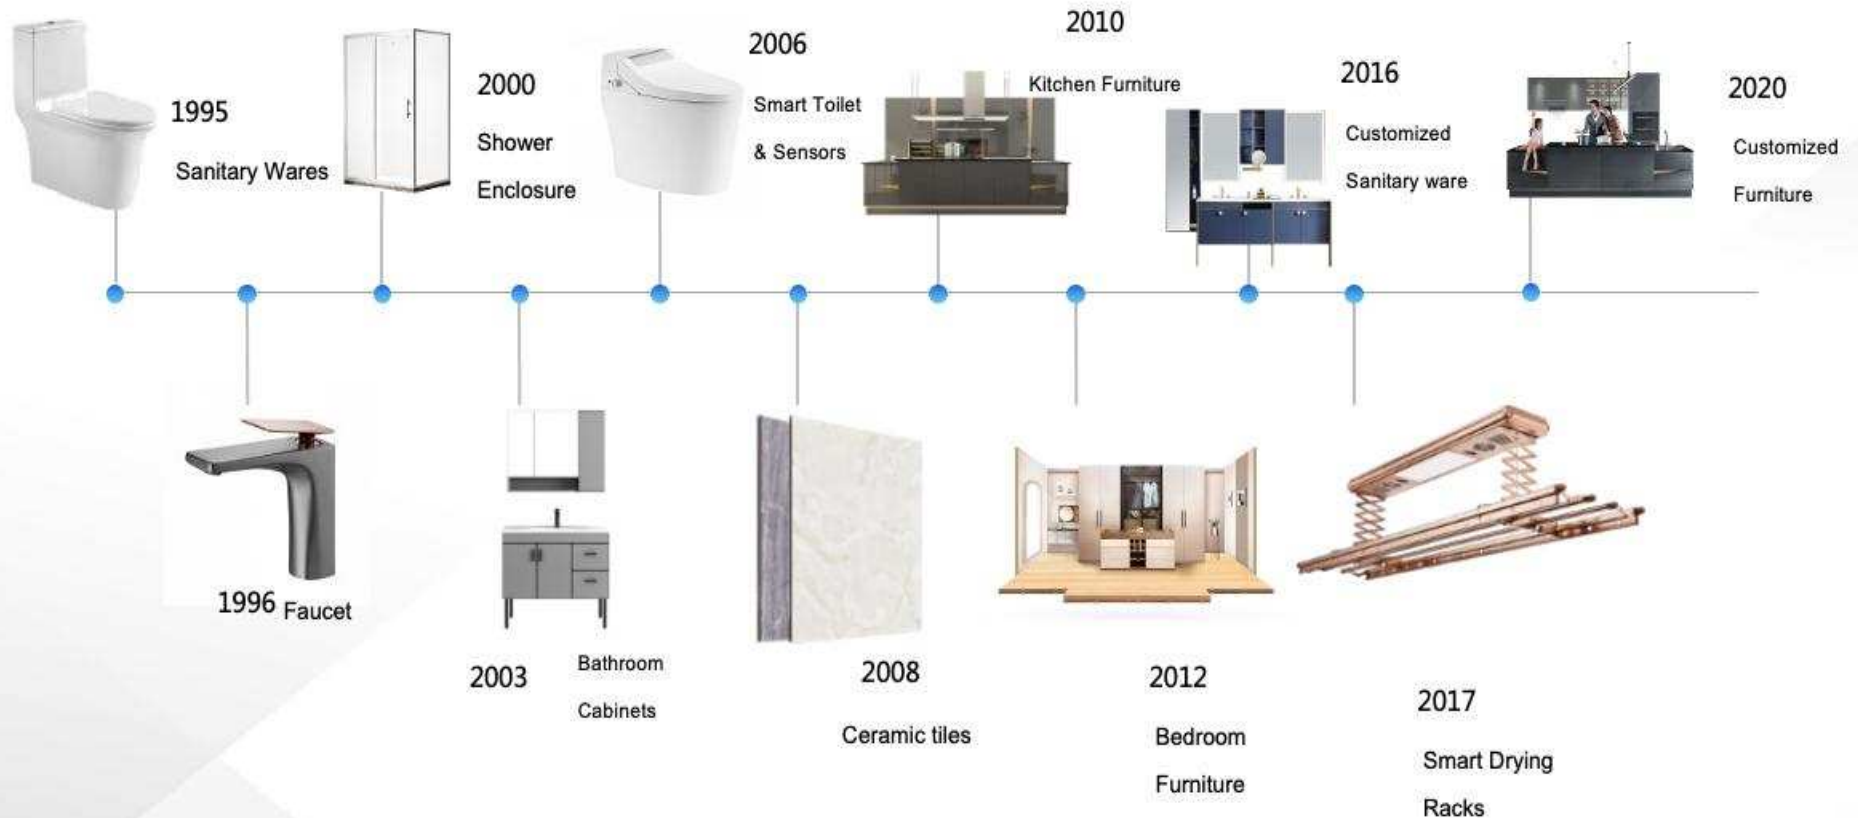 1995
Sanitary Wares
1996 Faucet
2000
Shower
Enclosure
2003
Bathroom
Cabinets
2006
Smart Toilet
& Sensors
2008
Ceramic tiles
2010
Kitchen Furniture
2012
Bedroom
Furniture
2016
Customized
Sanitary ware
2017
Smart Drying
Racks
2020
Customized
Furniture